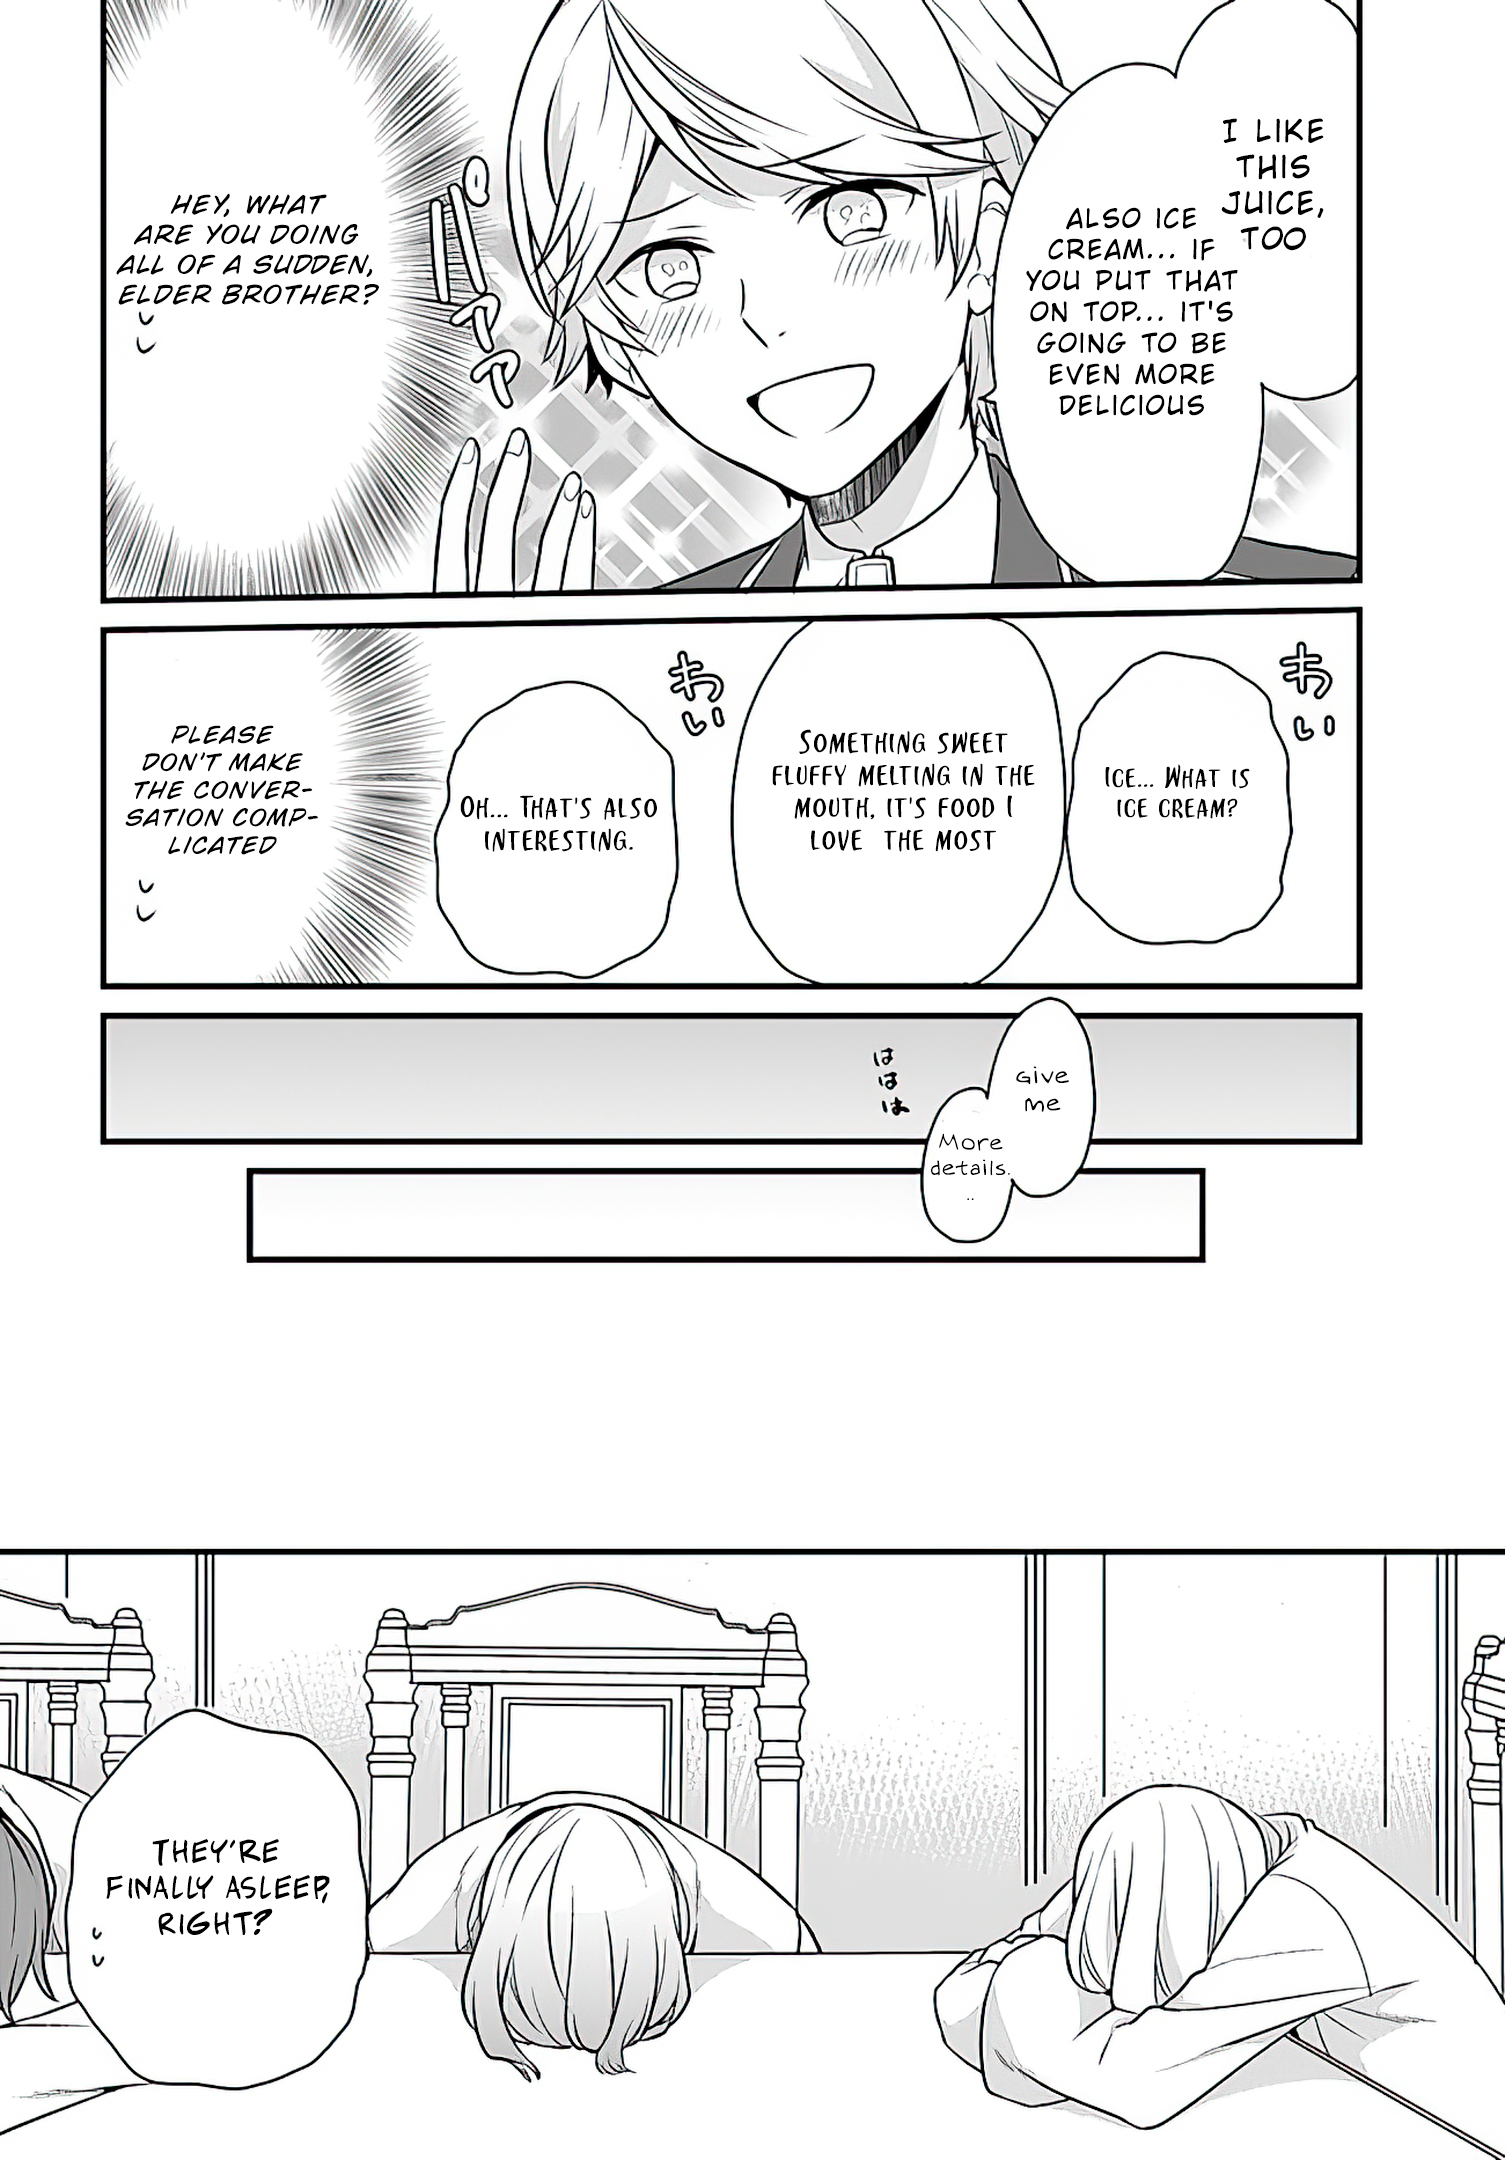 I LIKE
THIS
JUICE,
TOO
ALSO ICE
CREAM... IF
YOU PUT THAT
ON TOP... IT'S
GOING TO BE
EVEN MORE
DELICIOUS
HEY, WHAT
ARE YOU DOING
ALL OF A SUDDEN,
ELDER BROTHER?
わい
ICE... WHAT IS
ICE CREAM?
SOMETHING SWEET
FLUFFY MELTING IN THE
MOUTH, IT'S FOOD I
LOVE THE MOST
わい
OH... THAT'S ALSO
INTERESTING.
PLEASE
DON'T MAKE
THE CONVER-
SATION COMP-
LICATED
Give
me
More
details.
..
ははは
THEY'RE
FINALLY ASLEEP,
RIGHT?